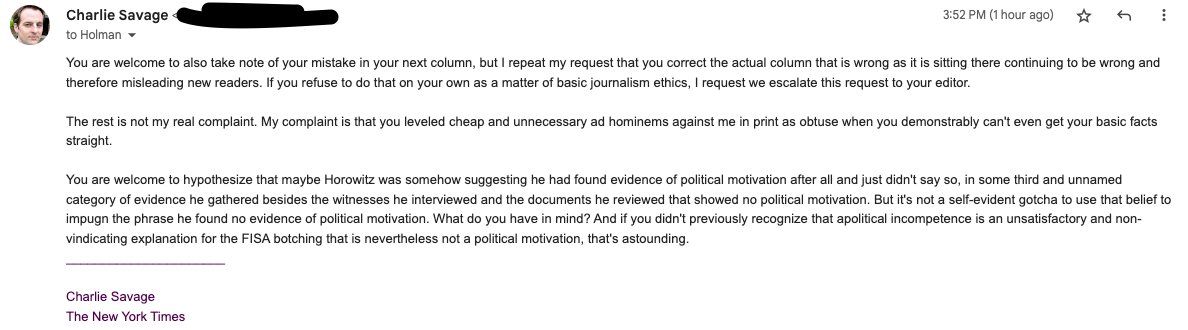 Charlie Savage <
3:52 PM (1 hour ago)
to Holman
You are welcome to also take note of your mistake in your next column, but I repeat my request that you correct the actual column that is wrong as it is sitting there continuing to be wrong and
therefore misleading new readers. If you refuse to do that on your own as a matter of basic journalism ethics, I request we escalate this request to your editor.
The rest is not my real complaint. My complaint is that you leveled cheap and unnecessary ad hominems against me in print as obtuse when you demonstrably can't even get your basic facts
straight.
You are welcome to hypothesize that maybe Horowitz was somehow suggesting he had found evidence of political motivation after all and just didn't say so, in some third and unnamed
category of evidence he gathered besides the witnesses he interviewed and the documents he reviewed that showed no political motivation. But it's not a self-evident gotcha to use that belief to
impugn the phrase he found no evidence of political motivation. What do you have in mind? And if you didn't previously recognize that apolitical incompetence is an unsatisfactory and non-
vindicating explanation for the FISA botching that is nevertheless not a political motivation, that's astounding.
Charlie Savage
The New York Times